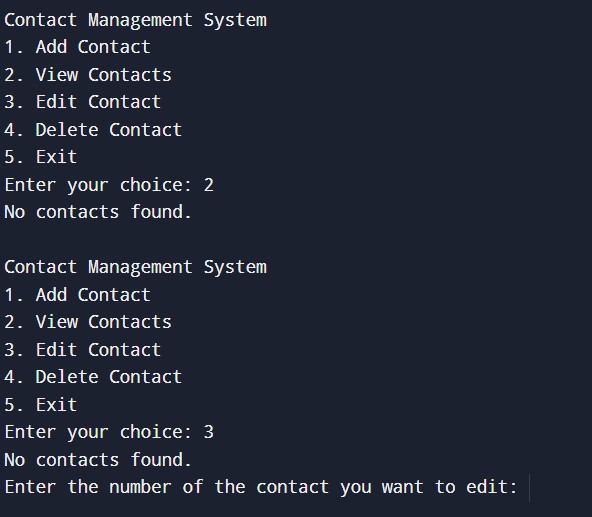 Contact Management System
1. Add Contact
2. View Contacts
3. Edit Contact
4. Delete Contact
5. Exit
Enter your choice: 2
No contacts found.

Contact Management System
1. Add Contact
2. View Contacts
3. Edit Contact
4. Delete Contact
5. Exit
Enter your choice: 3
No contacts found.
Enter the number of the contact you want to edit: